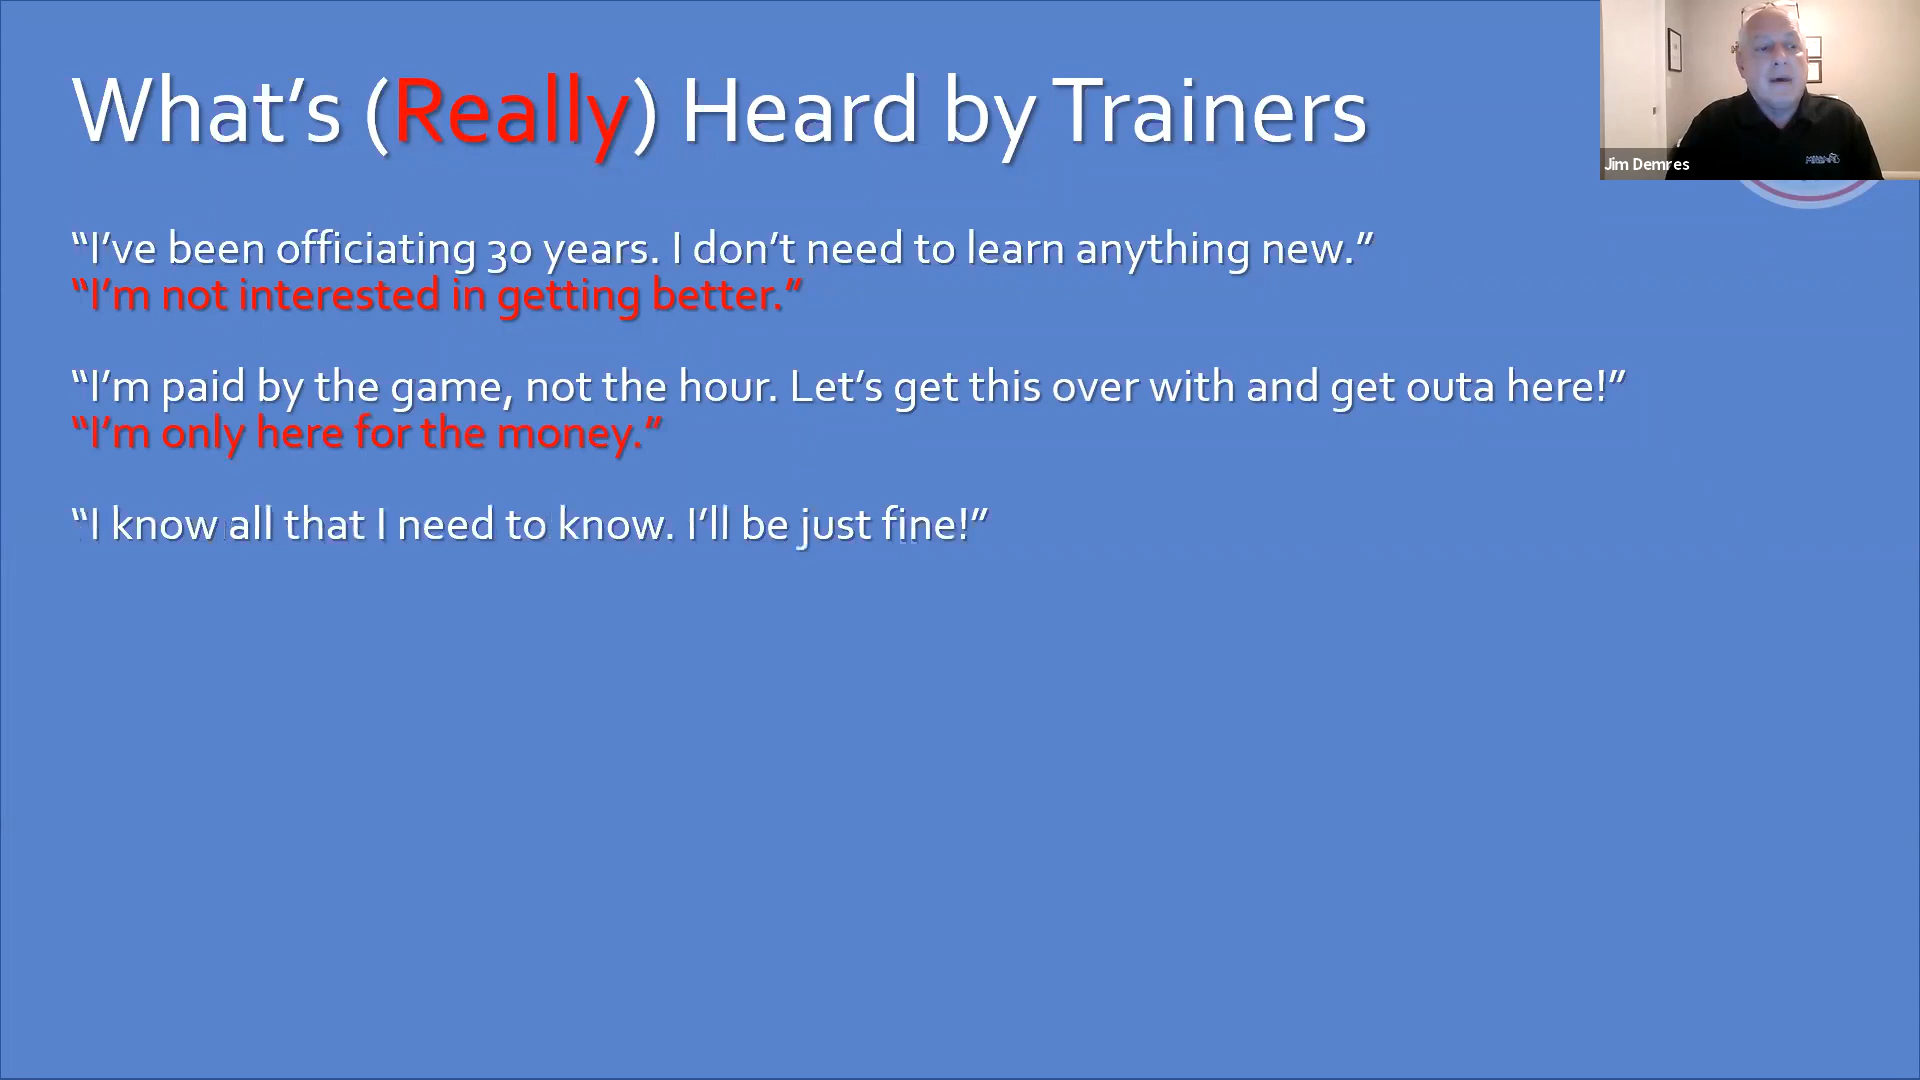 What’s (Really) Heard by Trainers
Jim Demres
“I’ve been officiating 30 years. I don’t need to learn anything new.”
“I’m not interested in getting better.”
“I’m paid by the game, not the hour. Let’s get this over with and get outa here!”
“I’m only here for the money.”
“I know all that I need to know. I’ll be just fine!”